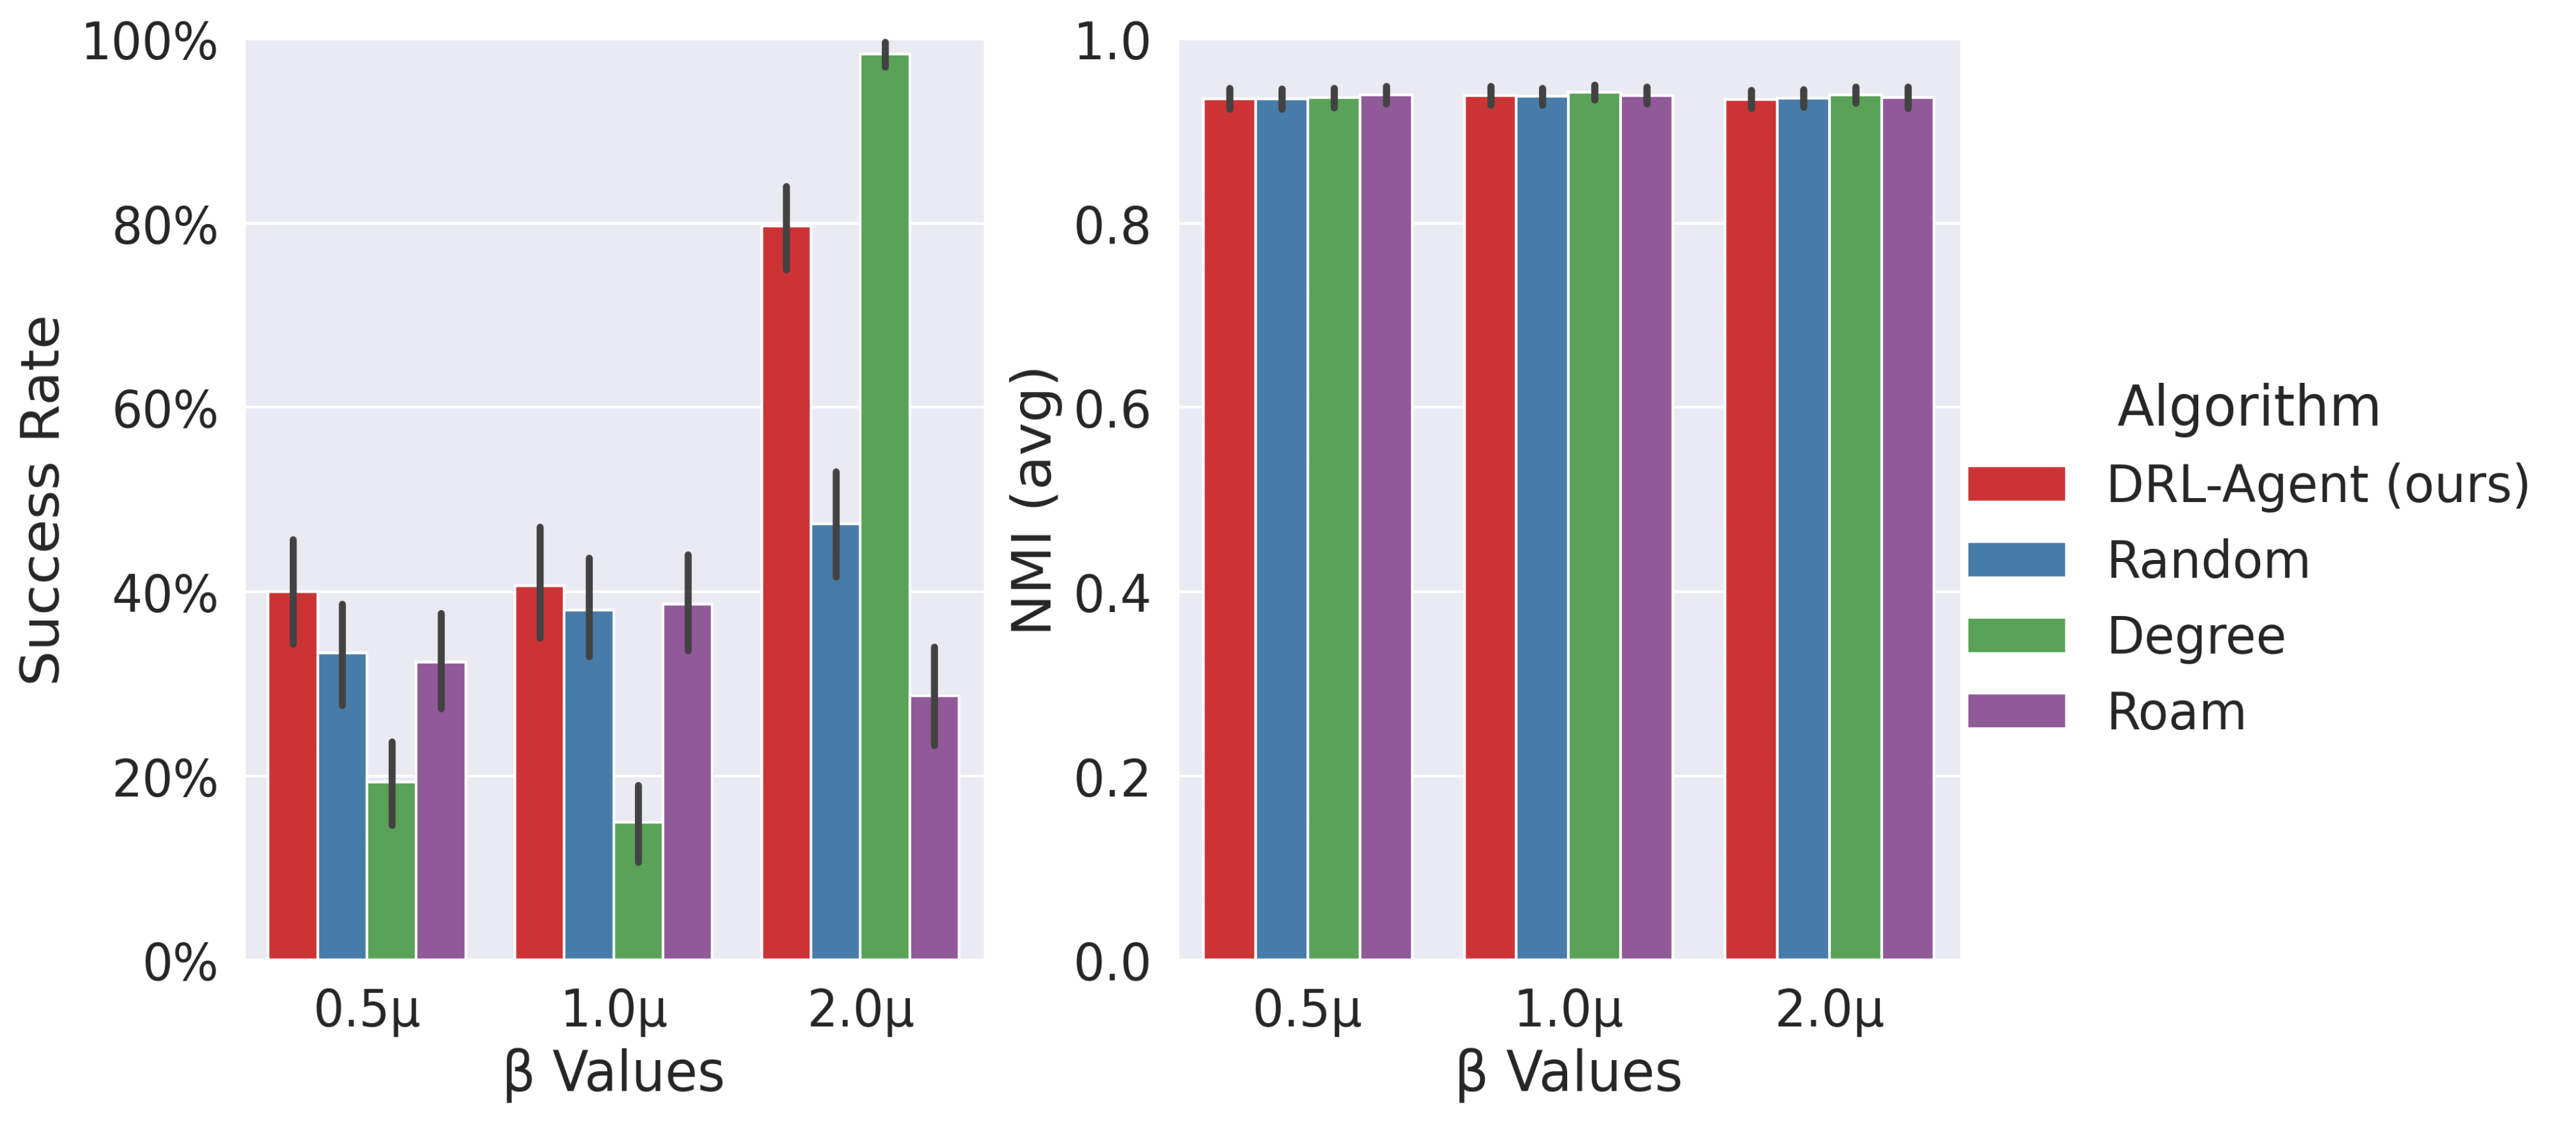 100%
80%
60%
40%
20%
0%
Success Rate
0.5μ 1.0μ 2.0μ
β Values
1.0
0.8
0.6
0.4
0.2
0.0
NMI (avg)
0.5μ 1.0μ 2.0μ
β Values
Algorithm
DRL-Agent (ours)
Random
Degree
Roam